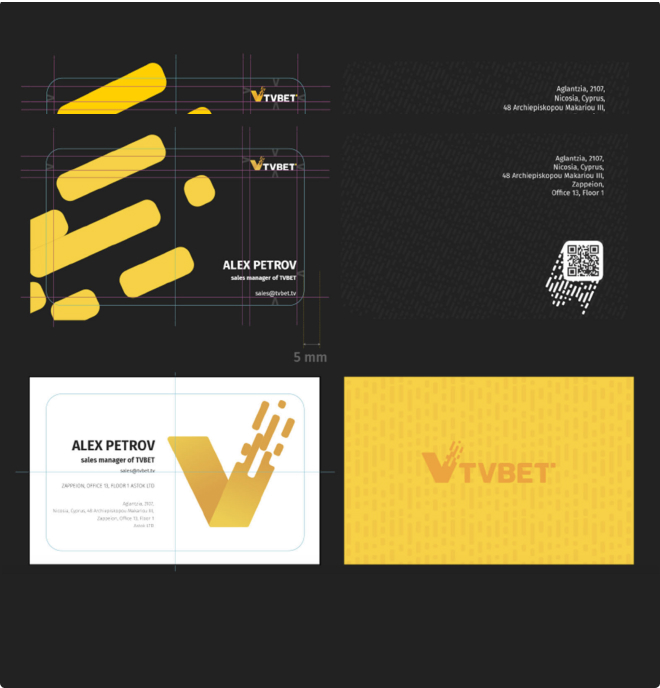 TVBET
Aglantzia, 2107,
Nicosia, Cyprus,
48 Archiepiskopou Makariou III,
TVBET
Aglantzia, 2107,
Nicosia, Cyprus,
48 Archiepiskopou Makariou III,
Zappeion,
Office 13, Floor 1
ALEX PETROV
sales manager of TVBET
sales@tvbet.tv
5 mm
ALEX PETROV
sales manager of TVBET
sales@tvbet.tv
ZAPPEION, OFFICE 13, FLOOR 1 ASTOX LTD
Aglantzia, 2107,
Nicosia, Cyprus, 48 Archiepiskopou Makariou III,
Zappeion, Office 13, Floor 1
TVBET